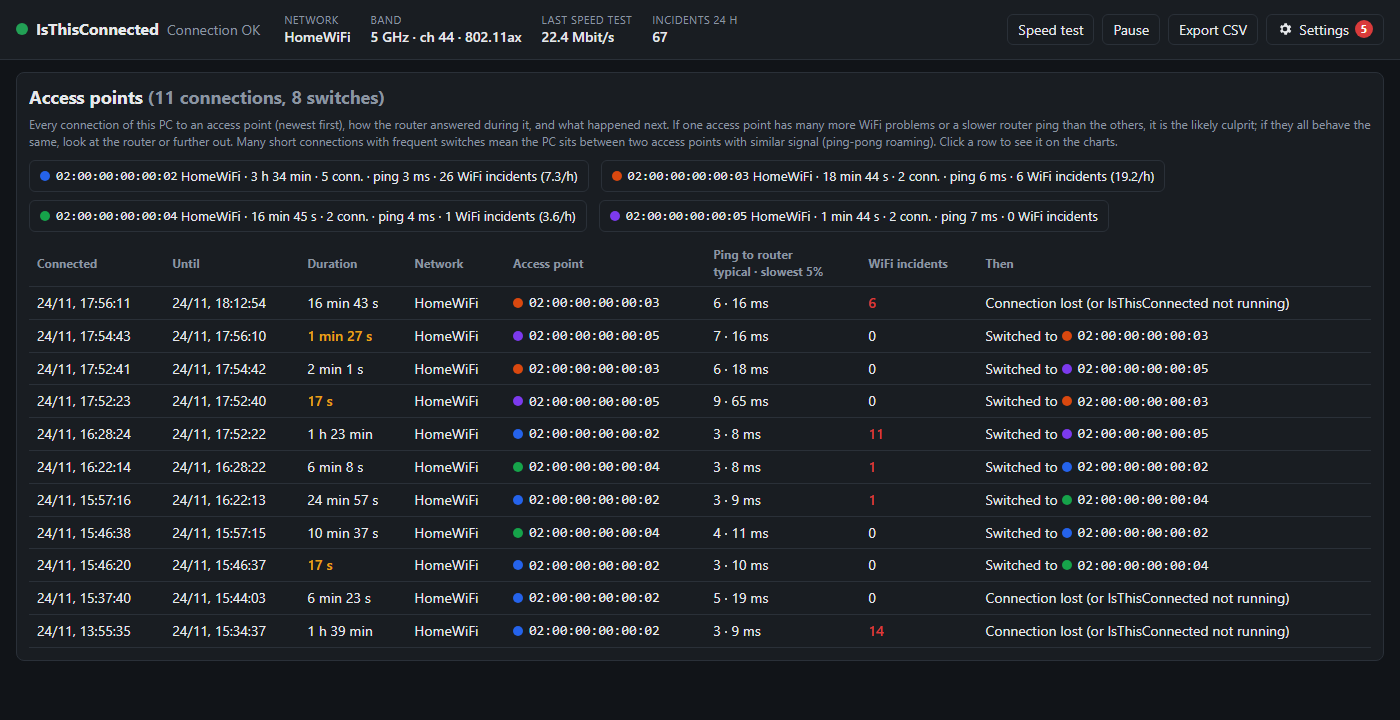 IsThisConnected Connection OK
NETWORK
HomeWiFi
BAND
5 GHz · ch 44 · 802.11ax
LAST SPEED TEST
22.4 Mbit/s
INCIDENTS 24 H
67
Speed test
Pause
Export CSV
Settings 5
Access points (11 connections, 8 switches)
Every connection of this PC to an access point (newest first), how the router answered during it, and what happened next. If one access point has many more WiFi problems or a slower router ping than the others, it is the likely culprit; if they all behave the
same, look at the router or further out. Many short connections with frequent switches mean the PC sits between two access points with similar signal (ping-pong roaming). Click a row to see it on the charts.
02:00:00:00:00:02 HomeWiFi · 3 h 34 min · 5 conn. · ping 3 ms · 26 WiFi incidents (7.3/h)
02:00:00:00:00:03 HomeWiFi · 18 min 44 s · 2 conn. · ping 6 ms · 6 WiFi incidents (19.2/h)
02:00:00:00:00:04 HomeWiFi · 16 min 45 s · 2 conn. · ping 4 ms · 1 WiFi incidents (3.6/h)
02:00:00:00:00:05 HomeWiFi · 1 min 44 s · 2 conn. · ping 7 ms · 0 WiFi incidents
Connected Until Duration Network Access point Ping to router typical · slowest 5% WiFi incidents Then
24/11, 17:56:11 24/11, 18:12:54 16 min 43 s HomeWiFi 02:00:00:00:00:03 6 · 16 ms 6 Connection lost (or IsThisConnected not running)
24/11, 17:54:43 24/11, 17:56:10 1 min 27 s HomeWiFi 02:00:00:00:00:05 7 · 16 ms 0 Switched to 02:00:00:00:00:03
24/11, 17:52:41 24/11, 17:54:42 2 min 1 s HomeWiFi 02:00:00:00:00:03 6 · 18 ms 0 Switched to 02:00:00:00:00:05
24/11, 17:52:23 24/11, 17:52:40 17 s HomeWiFi 02:00:00:00:00:05 9 · 65 ms 0 Switched to 02:00:00:00:00:03
24/11, 16:28:24 24/11, 17:52:22 1 h 23 min HomeWiFi 02:00:00:00:00:02 3 · 8 ms 11 Switched to 02:00:00:00:00:05
24/11, 16:22:14 24/11, 16:28:22 6 min 8 s HomeWiFi 02:00:00:00:00:04 3 · 8 ms 1 Switched to 02:00:00:00:00:02
24/11, 15:57:16 24/11, 16:22:13 24 min 57 s HomeWiFi 02:00:00:00:00:02 3 · 9 ms 1 Switched to 02:00:00:00:00:04
24/11, 15:46:38 24/11, 15:57:15 10 min 37 s HomeWiFi 02:00:00:00:00:04 4 · 11 ms 0 Switched to 02:00:00:00:00:02
24/11, 15:46:20 24/11, 15:46:37 17 s HomeWiFi 02:00:00:00:00:02 3 · 10 ms 0 Switched to 02:00:00:00:00:04
24/11, 15:37:40 24/11, 15:44:03 6 min 23 s HomeWiFi 02:00:00:00:00:02 5 · 19 ms 0 Connection lost (or IsThisConnected not running)
24/11, 13:55:35 24/11, 15:34:37 1 h 39 min HomeWiFi 02:00:00:00:00:02 3 · 9 ms 14 Connection lost (or IsThisConnected not running)